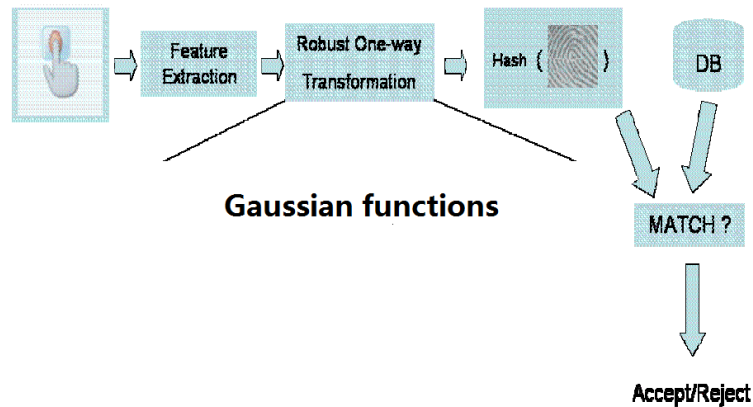 Feature
Extraction
Robust One-way
Transformation
Hash ( )
DB
Gaussian functions
MATCH ?
Accept/Reject